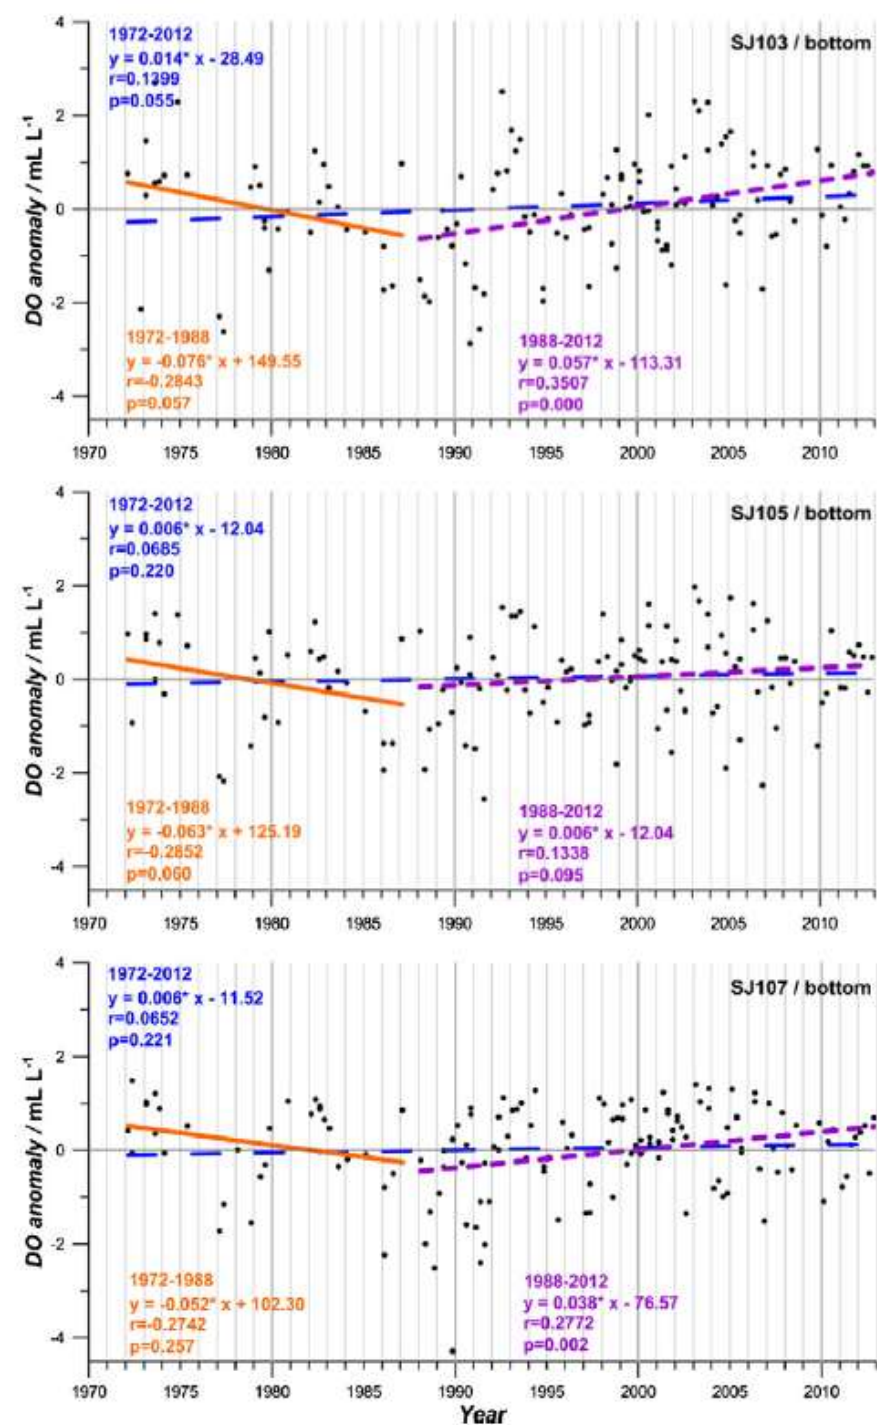 4
1972-2012
y = 0.014* x - 28.49
r=0.1399
p=0.055
SJ103 / bottom
2
0
-2
-4
DO anomaly / mL L-1
1972-1988
y = -0.076* x + 149.55
r=-0.2843
p=0.057
1988-2012
y = 0.057* x - 113.31
r=0.3507
p=0.000
1970 1975 1980 1985 1990 1995 2000 2005 2010
4
1972-2012
y = 0.006* x - 12.04
r=0.0685
p=0.220
SJ105 / bottom
2
0
-2
-4
DO anomaly / mL L-1
1972-1988
y = -0.063* x + 125.19
r=-0.2852
p=0.060
1988-2012
y = 0.006* x - 12.04
r=0.1338
p=0.095
1970 1975 1980 1985 1990 1995 2000 2005 2010
4
1972-2012
y = 0.006* x - 11.52
r=0.0652
p=0.221
SJ107 / bottom
2
0
-2
-4
DO anomaly / mL L-1
1972-1988
y = -0.052* x + 102.30
r=-0.2742
p=0.257
1988-2012
y = 0.038* x - 76.57
r=0.2772
p=0.002
1970 1975 1980 1985 1990 1995 2000 2005 2010
Year